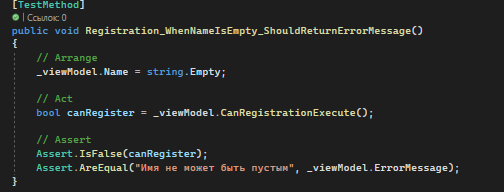 [TestMethod]
| Ссылок: 0
public void Registration_WhenNameIsEmpty_ShouldReturnErrorMessage()
{
// Arrange
_viewModel.Name = string.Empty;
// Act
bool canRegister = _viewModel.CanRegistrationExecute();
// Assert
Assert.IsFalse(canRegister);
Assert.AreEqual("Имя не может быть пустым", _viewModel.ErrorMessage);
}